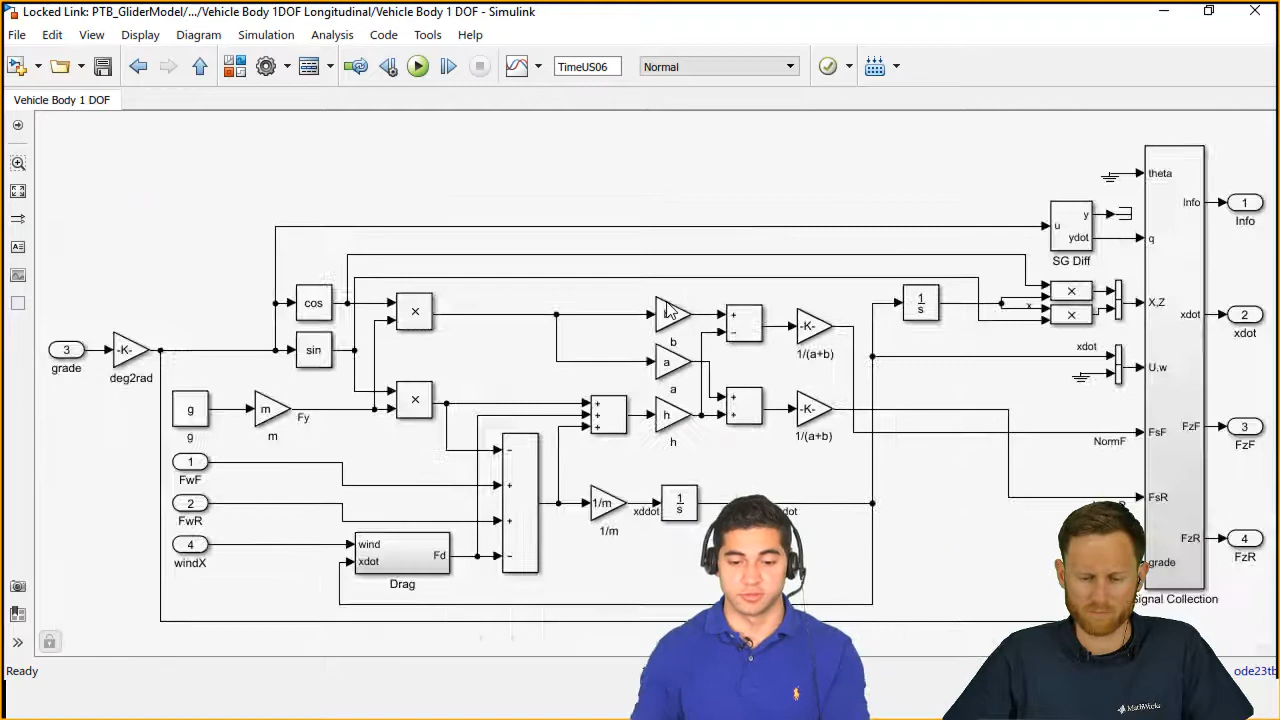 Locked Link: PTB_GliderModel/.../Vehicle Body 1DOF Longitudinal/Vehicle Body 1 DOF - Simulink
File Edit View Display Diagram Simulation Analysis Code Tools Help
TimeUS06 Normal
Vehicle Body 1 DOF
theta
Info
1
Info
y
u
ydot
q
SG Diff
cos
×
b
+
−
-K-
1/(a+b)
1
s
x
×
×
X,Z
xdot
2
xdot
3
grade
-K-
deg2rad
sin
a
a
xdot
U,w
g
g
m
m
Fy
×
+
+
+
h
h
+
+
-K-
1/(a+b)
NormF
FsF
FzF
3
FzF
1
FwF
−
+
2
FwR
+
1/m
1/m
xddot
1
s
dot
FsR
4
windX
wind
xdot
Fd
Drag
−
FzR
4
FzR
grade
Signal Collection
Ready
ode23tb
MathWorks